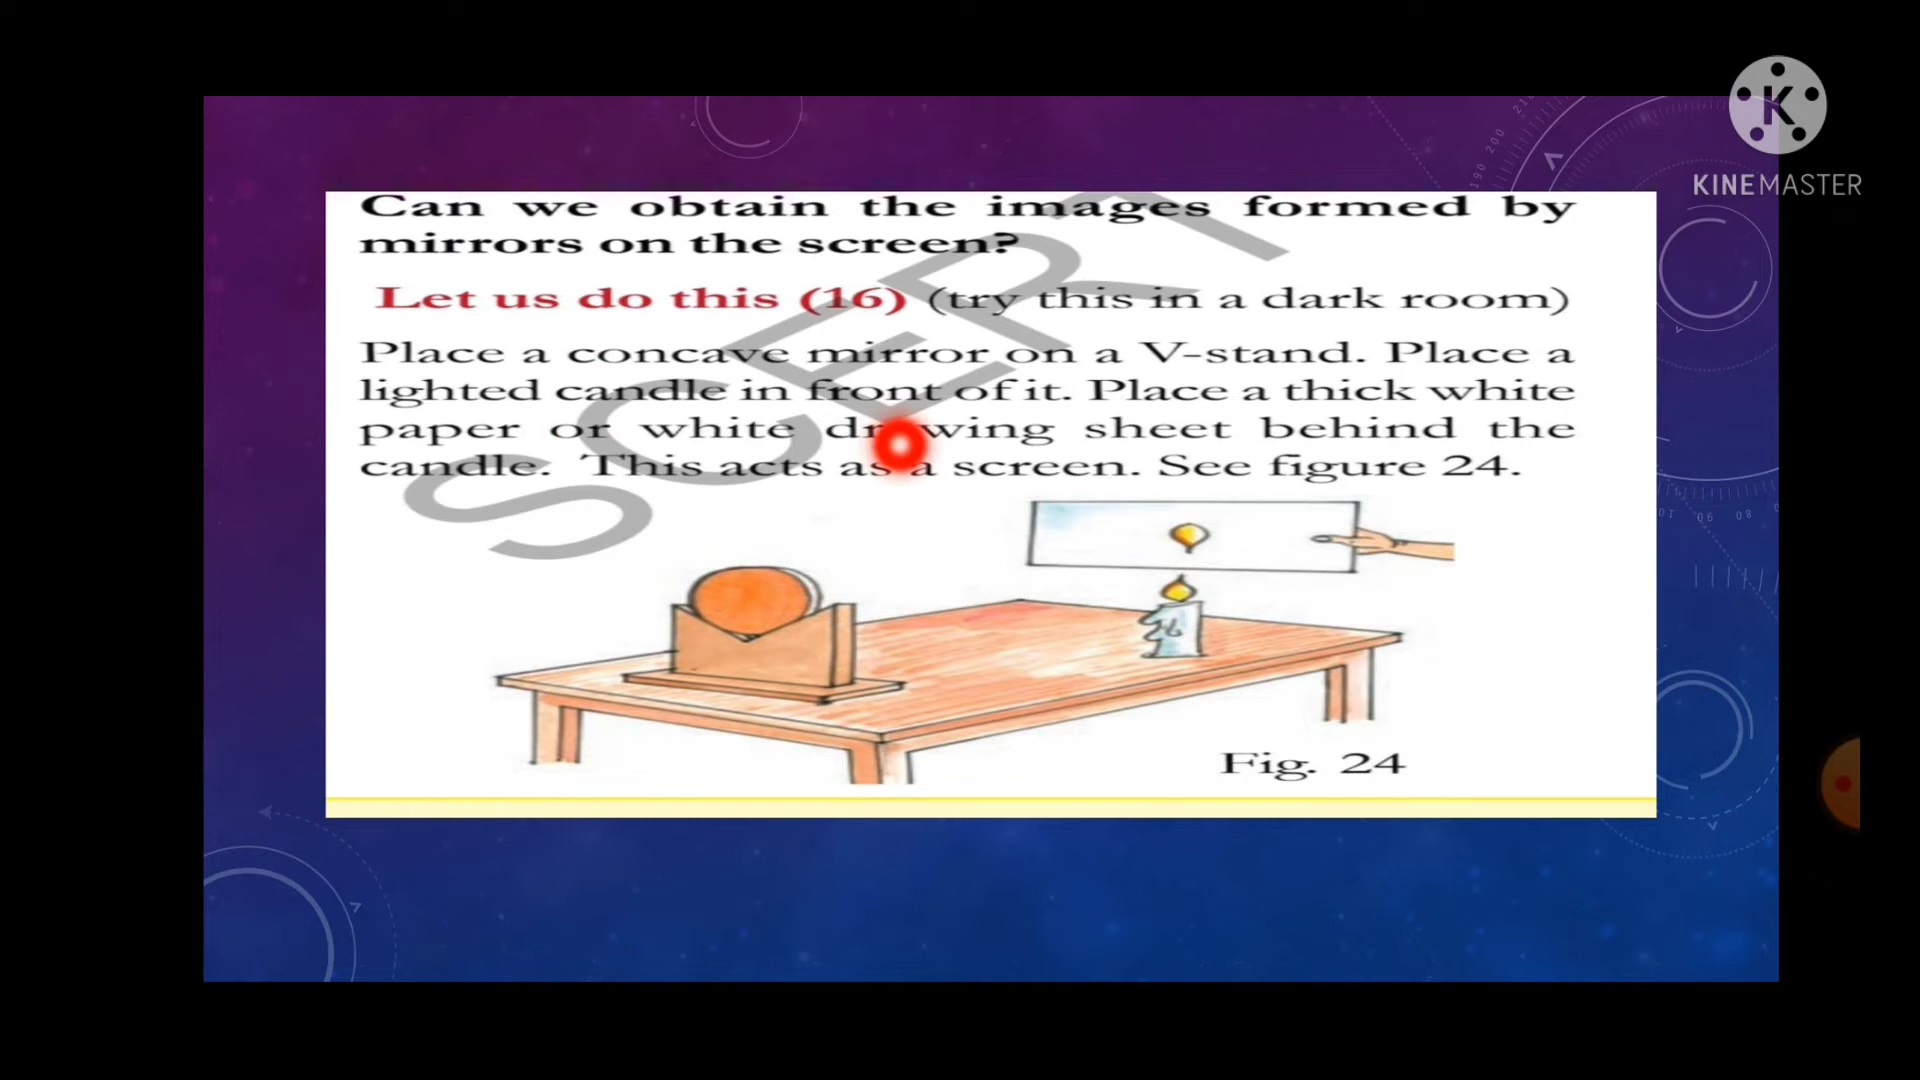 K
KINEMASTER
Can we obtain the images formed by
mirrors on the screen?
Let us do this (16) (try this in a dark room)
Place a concave mirror on a V-stand. Place a
lighted candle in front of it. Place a thick white
paper or white drawing sheet behind the
candle. This acts as a screen. See figure 24.
SCERT
Fig. 24
190 200